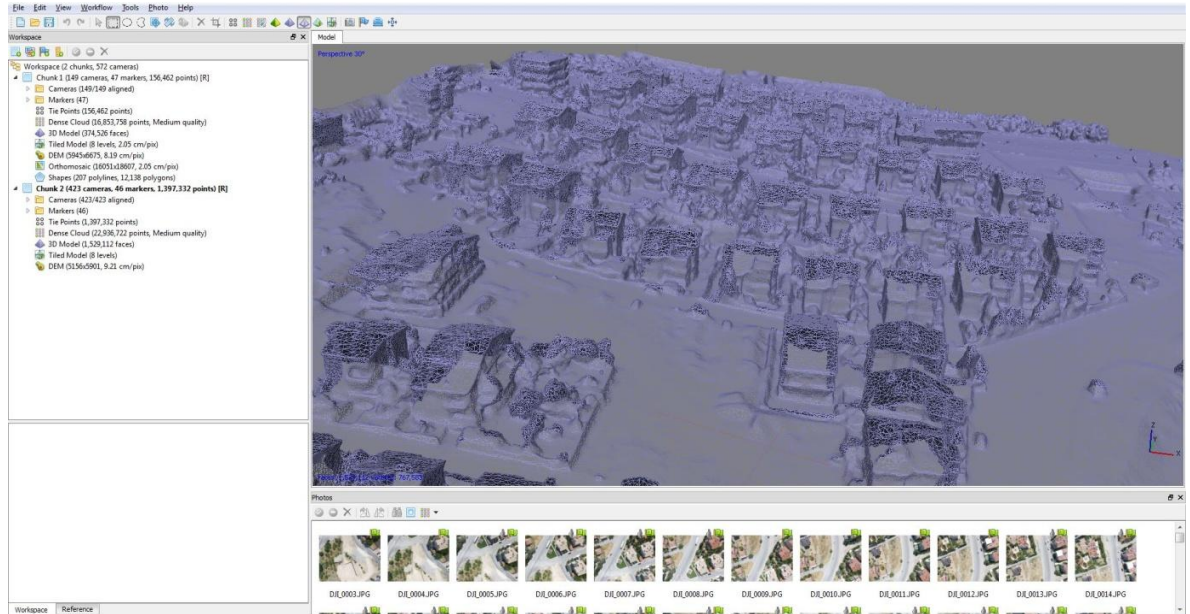 File Edit View Workflow Tools Photo Help
Workspace
Model
Workspace (2 chunks, 572 cameras)
Chunk 1 (149 cameras, 47 markers, 156,462 points) [R]
Cameras (149/149 aligned)
Markers (47)
Tie Points (156,462 points)
Dense Cloud (16,853,758 points, Medium quality)
3D Model (374,526 faces)
Tiled Model (8 levels, 2.05 cm/pix)
DEM (5945x6675, 8.19 cm/pix)
Orthomosaic (16051x18607, 2.05 cm/pix)
Shapes (207 polylines, 12,138 polygons)
Chunk 2 (423 cameras, 46 markers, 1,397,332 points) [R]
Cameras (423/423 aligned)
Markers (46)
Tie Points (1,397,332 points)
Dense Cloud (22,936,722 points, Medium quality)
3D Model (1,529,112 faces)
Tiled Model (8 levels)
DEM (5156x5901, 9.21 cm/pix)
Perspective 30°
Z
Y
X
Photos
DJI_0003.JPG DJI_0004.JPG DJI_0005.JPG DJI_0006.JPG DJI_0007.JPG DJI_0008.JPG DJI_0009.JPG DJI_0010.JPG DJI_0011.JPG DJI_0012.JPG DJI_0013.JPG DJI_0014.JPG
Workspace Reference